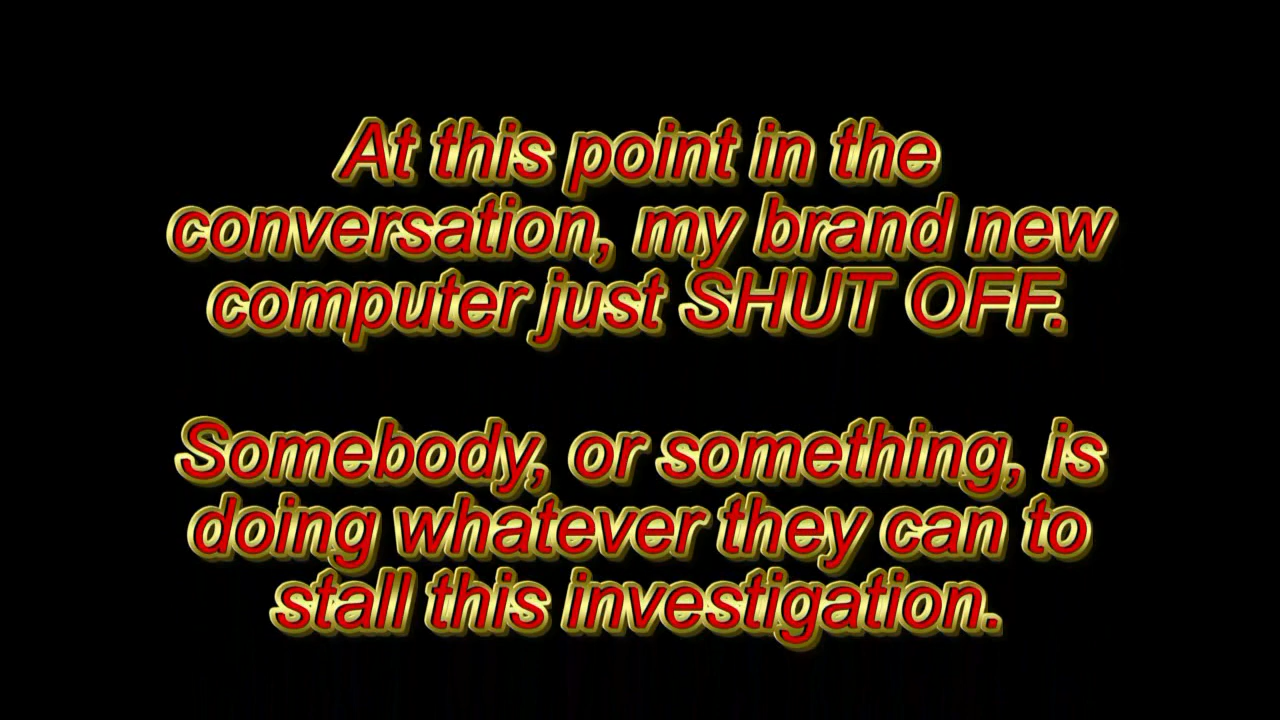 At this point in the
conversation, my brand new
computer just SHUT OFF.
Somebody, or something, is
doing whatever they can to
stall this investigation.